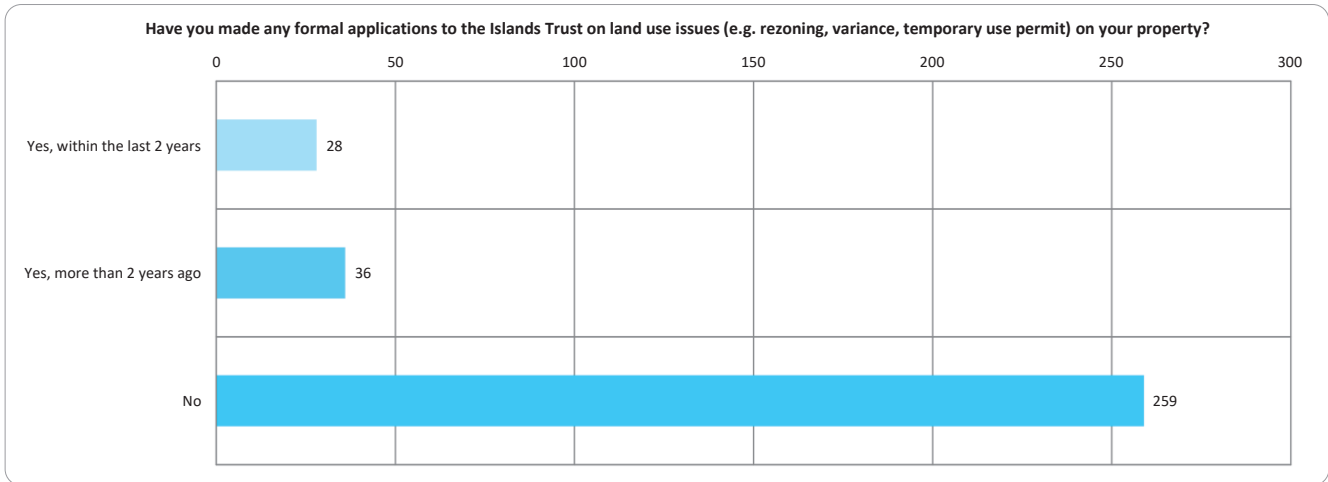 Have you made any formal applications to the Islands Trust on land use issues (e.g. rezoning, variance, temporary use permit) on your property?
0 50 100 150 200 250 300
Yes, within the last 2 years 28
Yes, more than 2 years ago 36
No 259